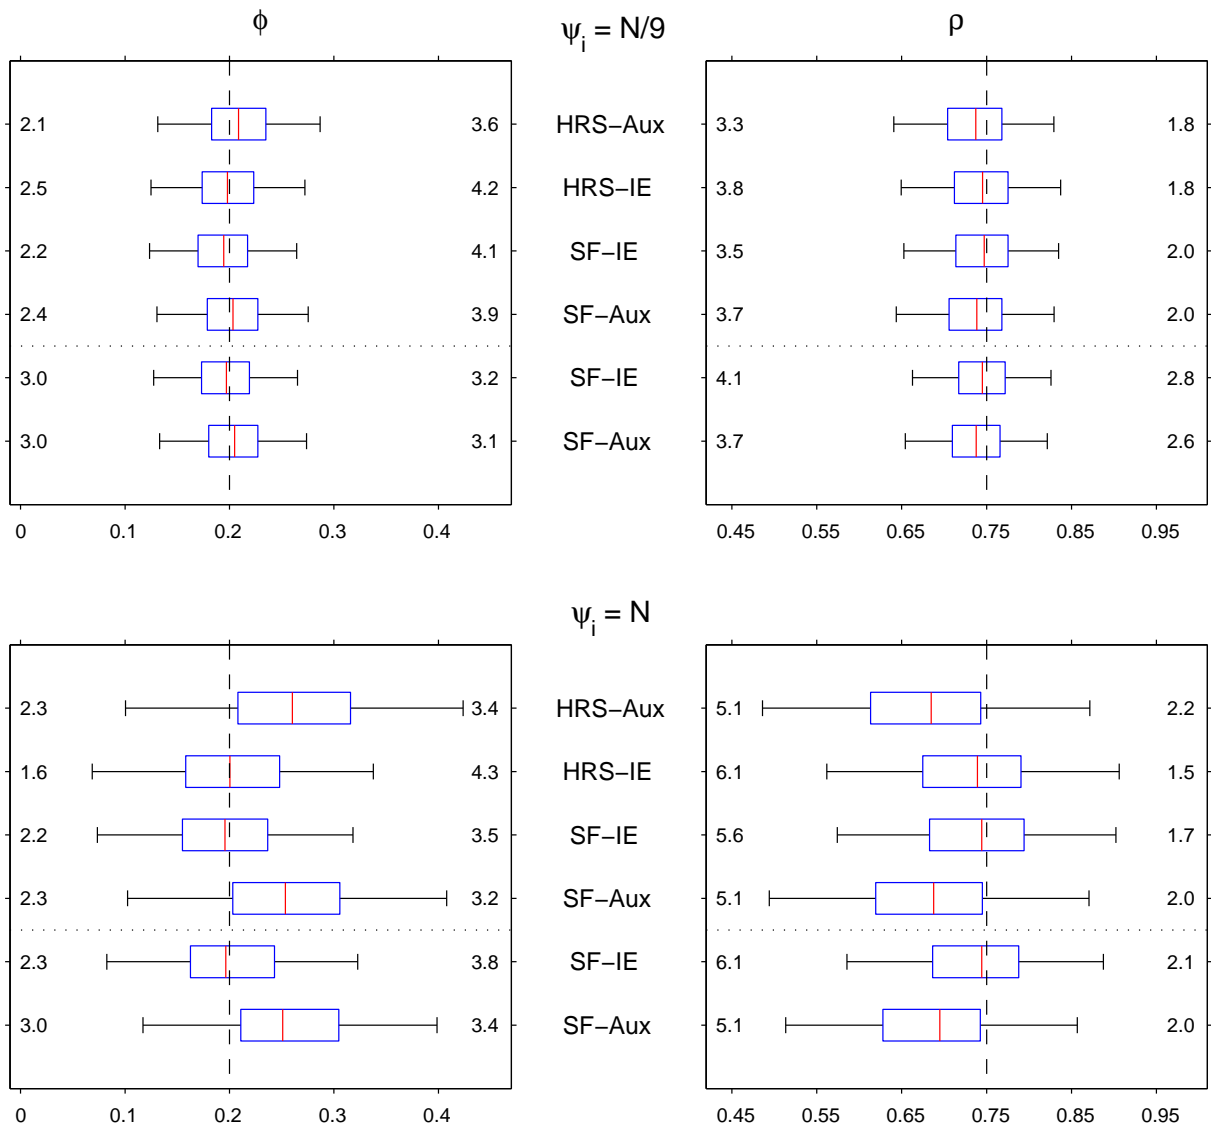 ϕ ψi = N/9 ρ
2.1 3.6 HRS−Aux 3.3 1.8
2.5 4.2 HRS−IE 3.8 1.8
2.2 4.1 SF−IE 3.5 2.0
2.4 3.9 SF−Aux 3.7 2.0
3.0 3.2 SF−IE 4.1 2.8
3.0 3.1 SF−Aux 3.7 2.6
0 0.1 0.2 0.3 0.4 0.45 0.55 0.65 0.75 0.85 0.95
ψi = N
2.3 3.4 HRS−Aux 5.1 2.2
1.6 4.3 HRS−IE 6.1 1.5
2.2 3.5 SF−IE 5.6 1.7
2.3 3.2 SF−Aux 5.1 2.0
2.3 3.8 SF−IE 6.1 2.1
3.0 3.4 SF−Aux 5.1 2.0
0 0.1 0.2 0.3 0.4 0.45 0.55 0.65 0.75 0.85 0.95